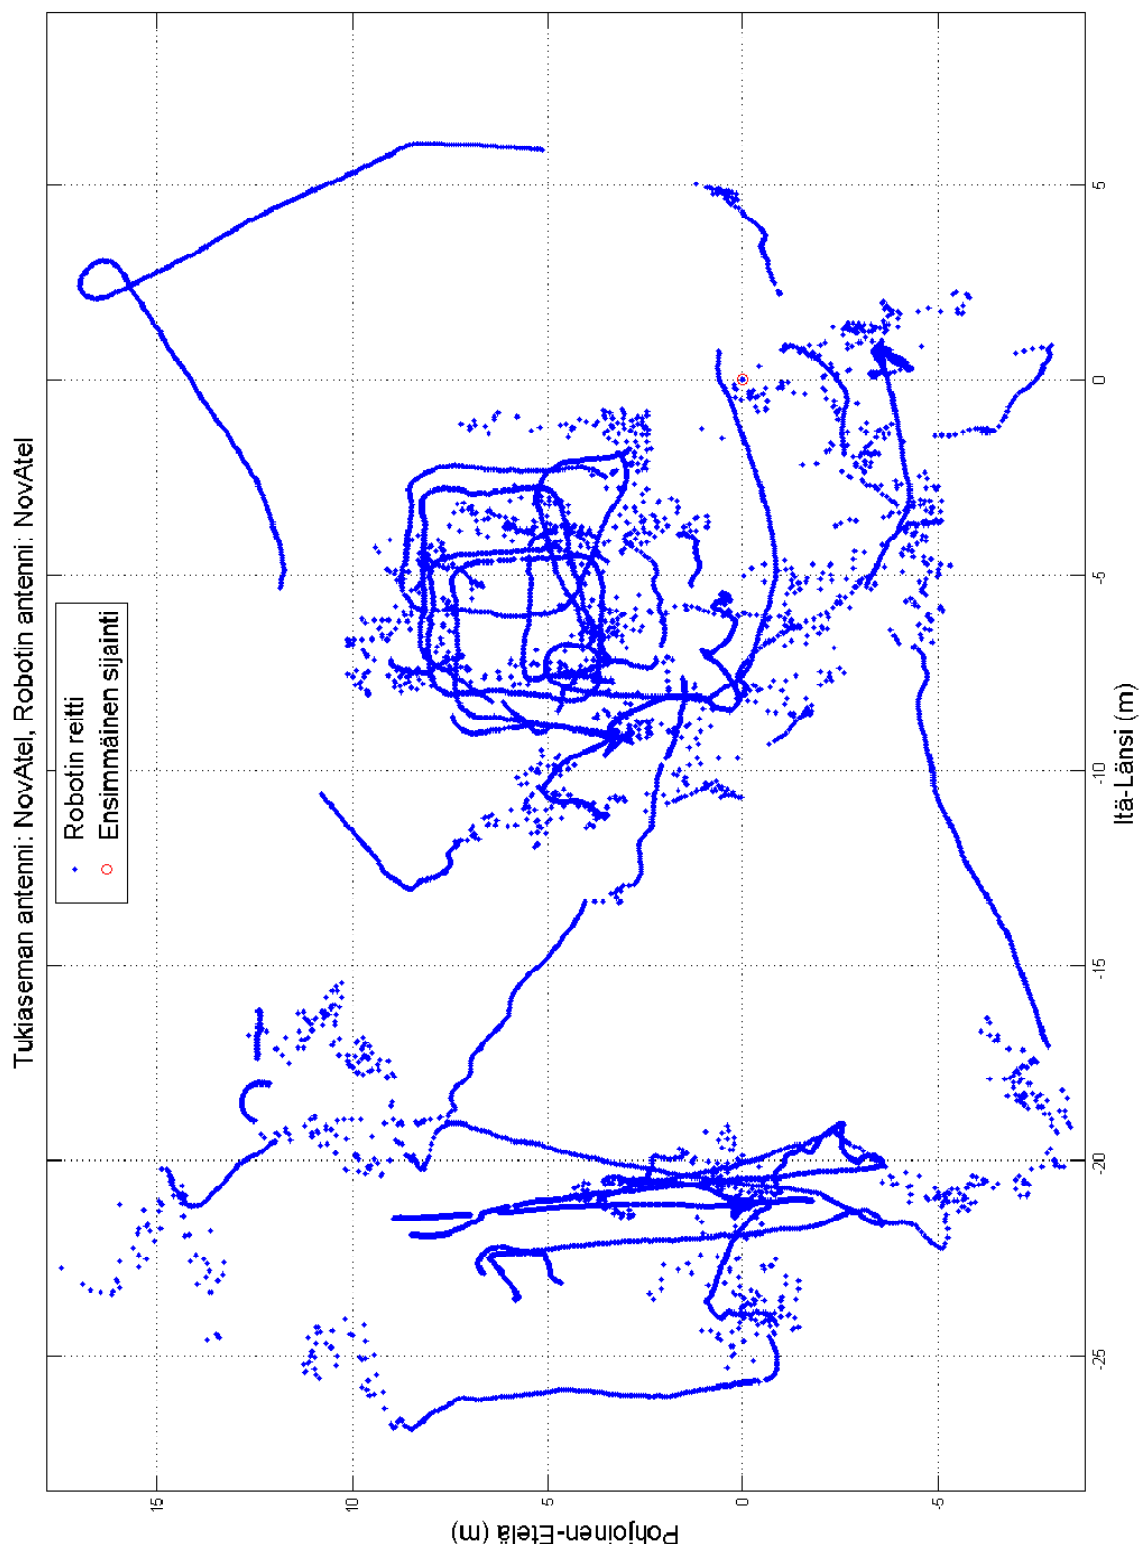 Tukiaseman antenni: NovAtel, Robotin antenni: NovAtel
Robotin reitti
Ensimmäinen sijainti
Pohjoinen-Etelä (m)
15
10
5
0
-5
Itä-Länsi (m)
-25
-20
-15
-10
-5
0
5